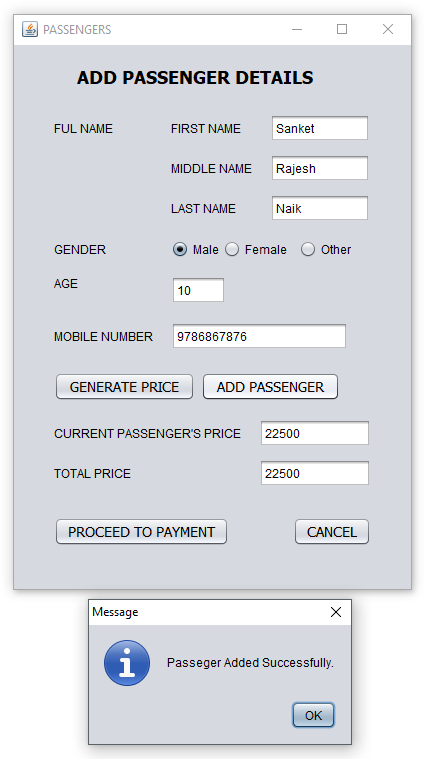 PASSENGERS
ADD PASSENGER DETAILS
FUL NAME FIRST NAME Sanket
MIDDLE NAME Rajesh
LAST NAME Naik
GENDER Male Female Other
AGE 10
MOBILE NUMBER 9786867876
GENERATE PRICE ADD PASSENGER
CURRENT PASSENGER'S PRICE 22500
TOTAL PRICE 22500
PROCEED TO PAYMENT CANCEL
Message
Passeger Added Successfully.
OK